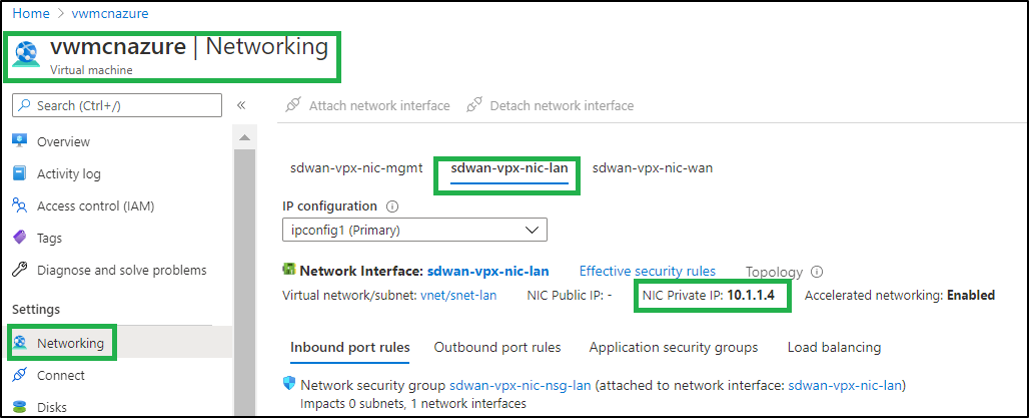 Home > vwmcnazure
vwmcnazure | Networking
Virtual machine
Search (Ctrl+/)
«
Attach network interface
Detach network interface
Overview
Activity log
Access control (IAM)
Tags
Diagnose and solve problems
Settings
Networking
Connect
Disks
sdwan-vpx-nic-mgmt
sdwan-vpx-nic-lan
sdwan-vpx-nic-wan
IP configuration
ipconfig1 (Primary)
Network Interface: sdwan-vpx-nic-lan
Effective security rules
Topology
Virtual network/subnet: vnet/snet-lan
NIC Public IP: -
NIC Private IP: 10.1.1.4
Accelerated networking: Enabled
Inbound port rules
Outbound port rules
Application security groups
Load balancing
Network security group sdwan-vpx-nic-nsg-lan (attached to network interface: sdwan-vpx-nic-lan)
Impacts 0 subnets, 1 network interfaces